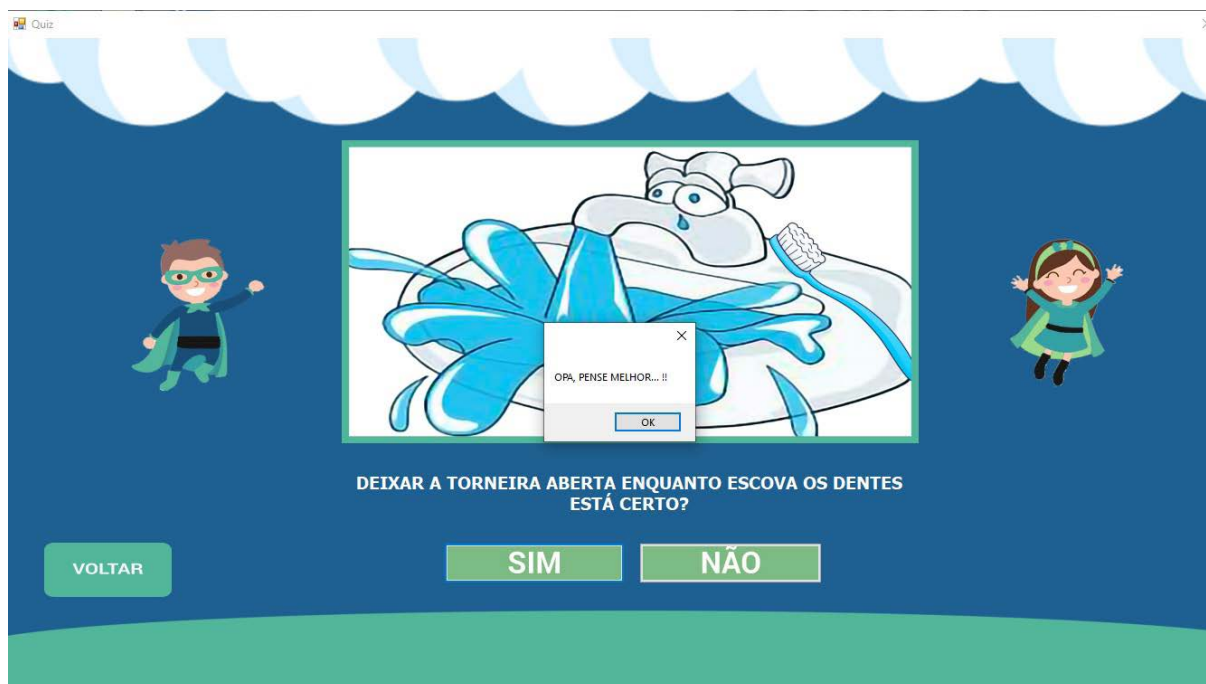 Quiz
OPA, PENSE MELHOR... !!
OK
DEIXAR A TORNEIRA ABERTA ENQUANTO ESCOVA OS DENTES
ESTÁ CERTO?
SIM
NÃO
VOLTAR